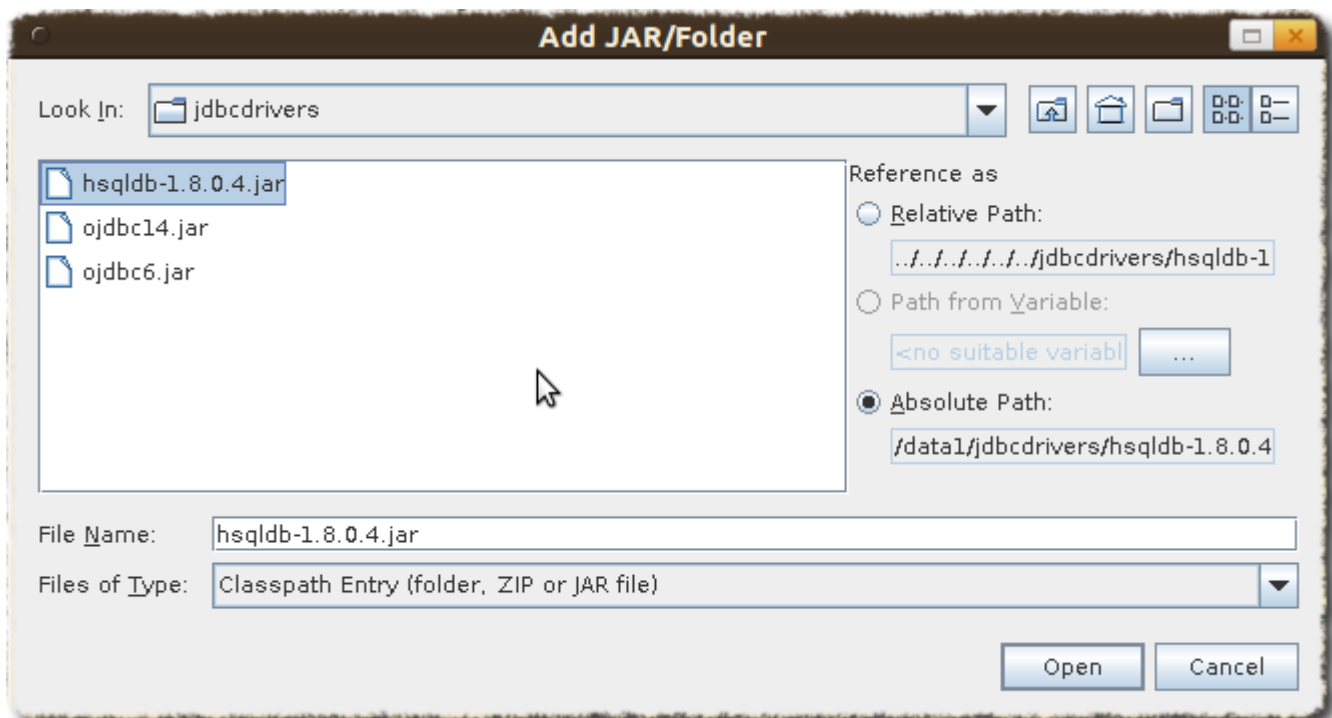 Add JAR/Folder
Look In: jdbcdrivers
hsqldb-1.8.0.4.jar
ojdbc14.jar
ojdbc6.jar
Reference as
Relative Path:
../../../../../../jdbcdrivers/hsqldb-1
Path from Variable:
<no suitable variabl
...
Absolute Path:
/data1/jdbcdrivers/hsqldb-1.8.0.4
File Name: hsqldb-1.8.0.4.jar
Files of Type: Classpath Entry (folder, ZIP or JAR file)
Open Cancel